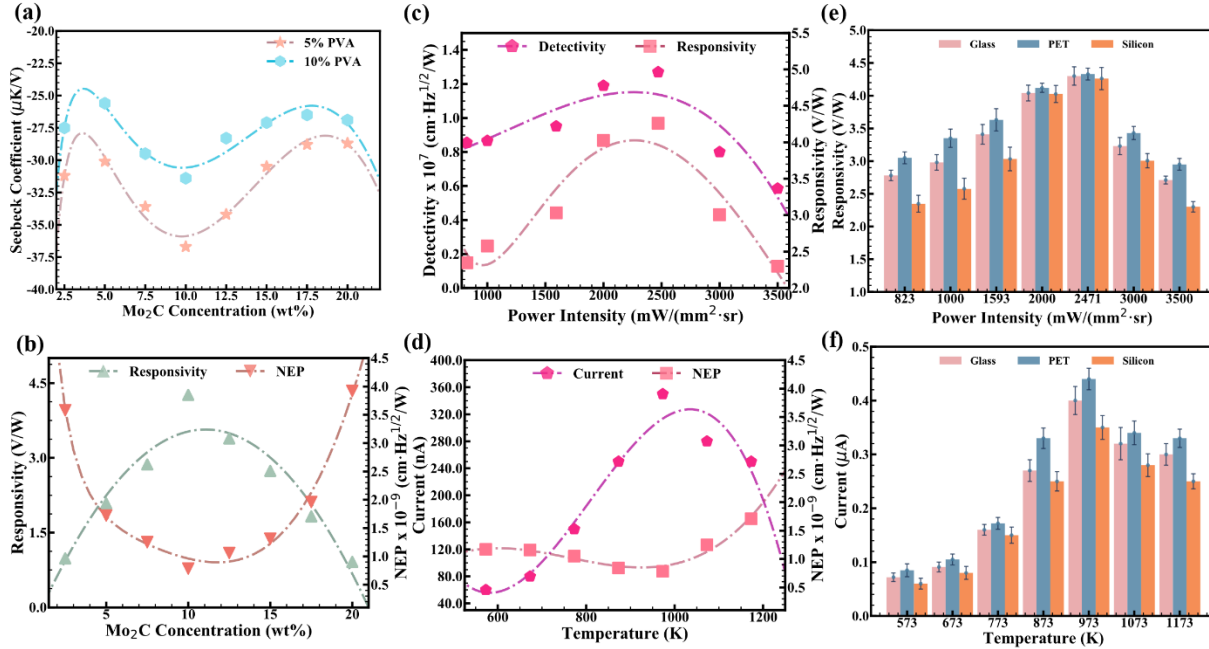 (a)
-20.0
-22.5
-25.0
-27.5
-30.0
-32.5
-35.0
-37.5
-40.0
Seebeck Coefficient (μK/V)
5% PVA
10% PVA
2.5 5.0 7.5 10.0 12.5 15.0 17.5 20.0
Mo₂C Concentration (wt%)
(b)
4.5
3.0
1.5
0.0
Responsivity (V/W)
Responsivity NEP
4.5
4.0
3.5
3.0
2.5
2.0
1.5
1.0
0.5
NEP x 10⁻⁹ (cm·Hz^1/2/W)
5 10 15 20
Mo₂C Concentration (wt%)
(c)
1.4
1.2
1.0
0.8
0.6
0.4
0.2
0.0
Detectivity x 10⁷ (cm·Hz^1/2/W)
Detectivity Responsivity
5.5
5.0
4.5
4.0
3.5
3.0
2.5
2.0
Responsivity (V/W)
1000 1500 2000 2500 3000 3500
Power Intensity (mW/(mm²·sr)
(d)
400.0
360.0
320.0
280.0
240.0
200.0
160.0
120.0
80.0
40.0
Current (nA)
Current NEP
4.5
4.0
3.5
3.0
2.5
2.0
1.5
1.0
0.5
NEP x 10⁻⁹ (cm·Hz^1/2/W)
600 800 1000 1200
Temperature (K)
(e)
5.0
4.5
4.0
3.5
3.0
2.5
2.0
1.5
1.0
Responsivity (V/W)
Glass PET Silicon
823 1000 1593 2000 2471 3000 3500
Power Intensity (mW/(mm²·sr)
(f)
0.5
0.4
0.3
0.2
0.1
0.0
Current (μA)
Glass PET Silicon
573 673 773 873 973 1073 1173
Temperature (K)